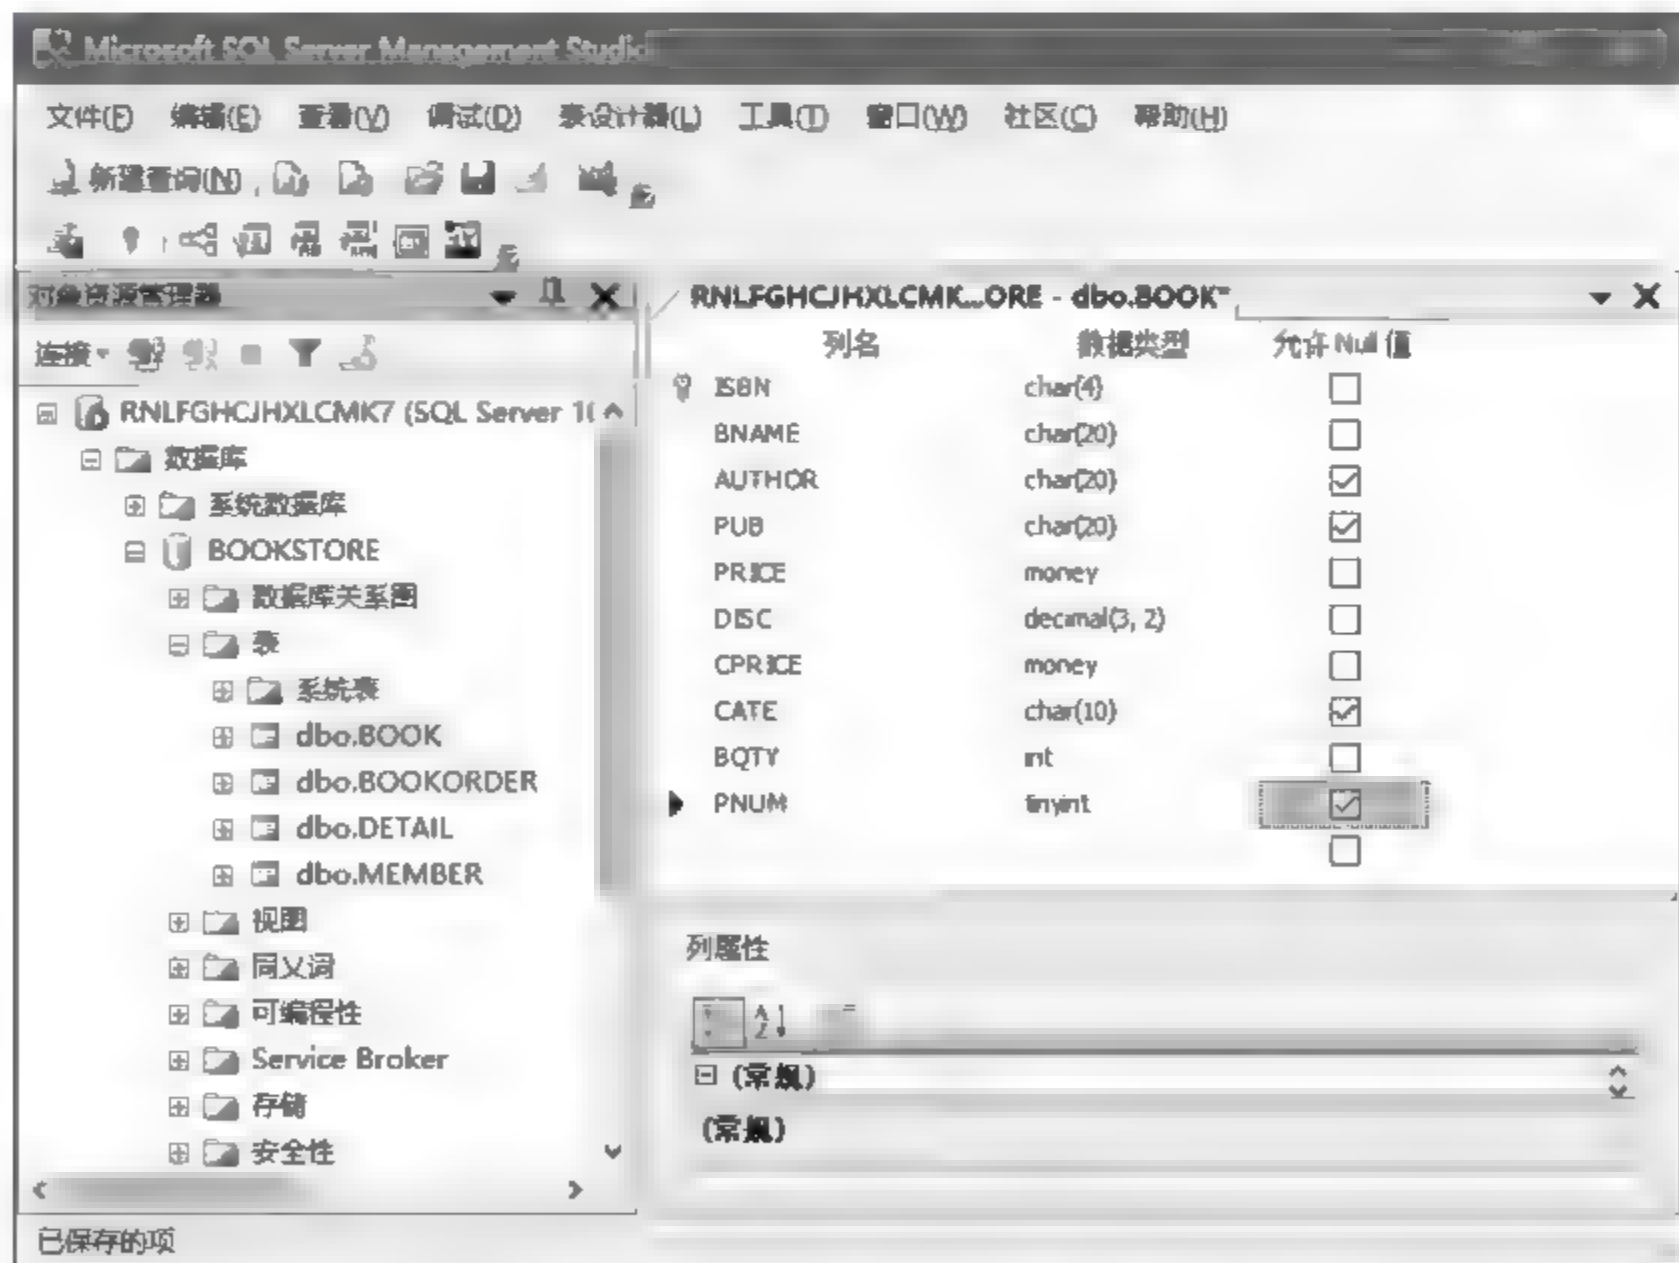 Microsoft SQL Server Management Studio
文件(F) 编辑(E) 查看(V) 调试(D) 表设计器(L) 工具(T) 窗口(W) 社区(C) 帮助(H)
新建查询(N)
对象资源管理器
连接
RNLFGHCJHXLCMK7 (SQL Server 1(
数据库
系统数据库
BOOKSTORE
数据库关系图
表
系统表
dbo.BOOK
dbo.BOOKORDER
dbo.DETAIL
dbo.MEMBER
视图
同义词
可编程性
Service Broker
存储
安全性
RNLFGHCJHXLCMK...ORE - dbo.BOOK*
列名 数据类型 允许 Null 值
ISBN char(4)
BNAME char(20)
AUTHOR char(20)
PUB char(20)
PRICE money
DISC decimal(3, 2)
CPRICE money
CATE char(10)
BQTY int
PNUM tinyint
列属性
(常规)
(常规)
已保存的项